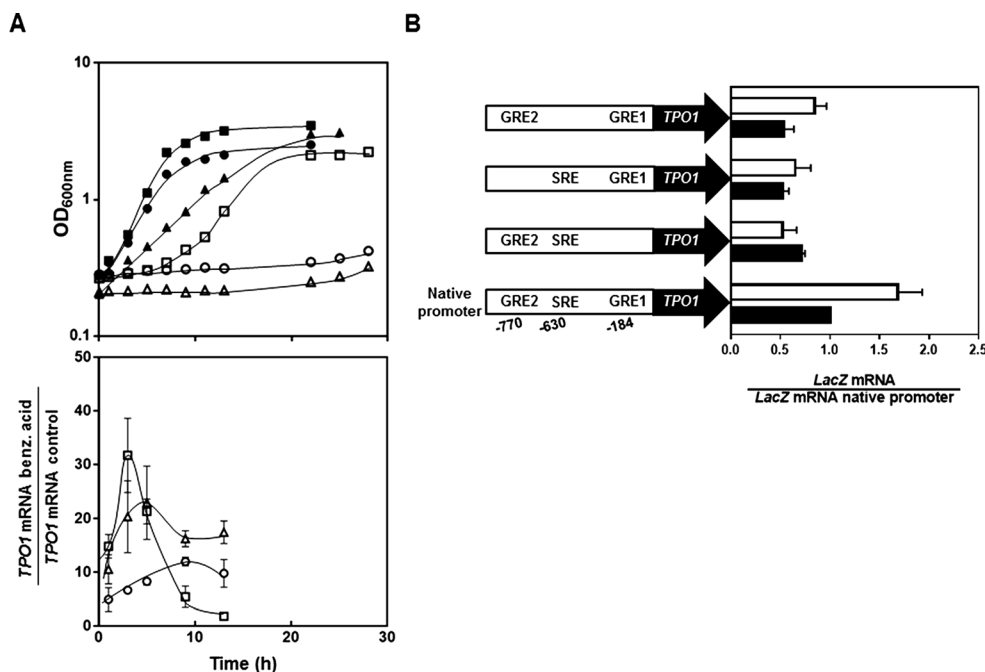 A
10
1
0.1
OD600nm
50
40
30
20
10
0
TPO1 mRNA benz. acid
TPO1 mRNA control
0 10 20 30
Time (h)
B
GRE2 GRE1 TPO1
SRE GRE1 TPO1
GRE2 SRE TPO1
Native
promoter
GRE2 SRE GRE1 TPO1
-770 -630 -184
0.0 0.5 1.0 1.5 2.0 2.5
LacZ mRNA
LacZ mRNA native promoter